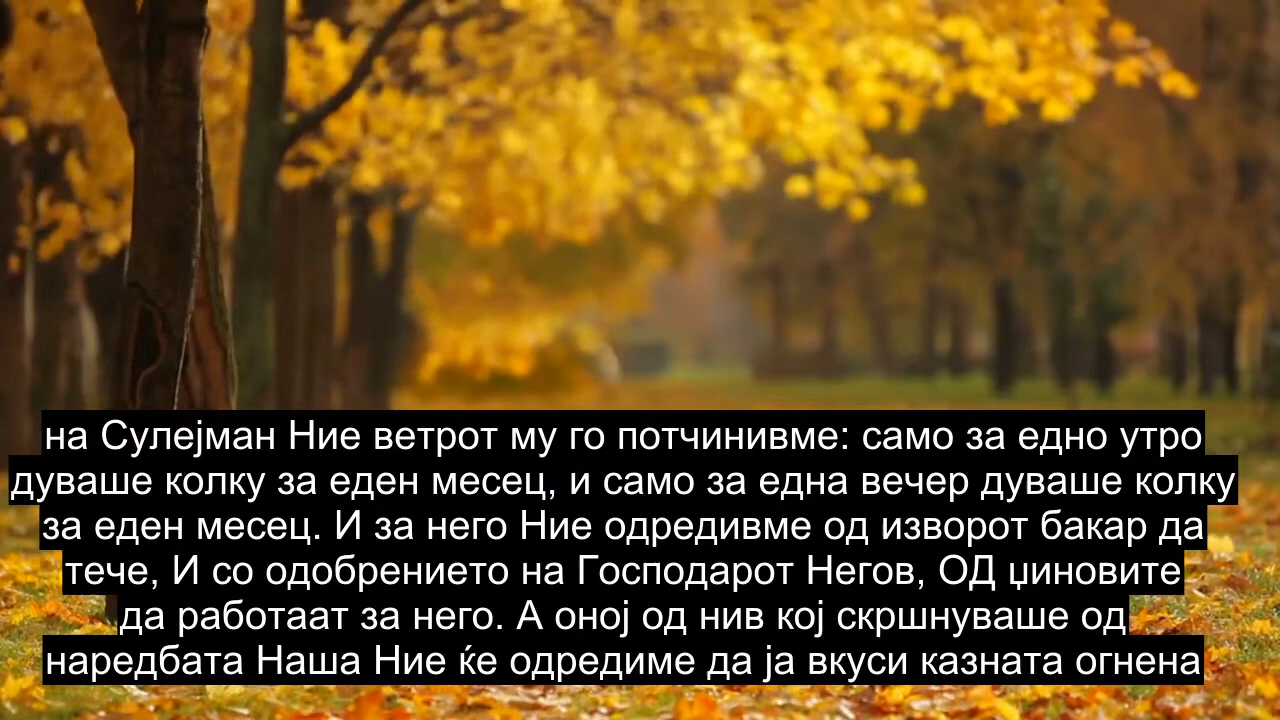 на Сулејман Ние ветрот му го потчинивме: само за едно утро
дуваше колку за еден месец, и само за една вечер дуваше колку
за еден месец. И за него Ние одредивме од изворот бакар да
тече, И со одобрението на Господарот Негов, ОД џиновите
да работаат за него. А оној од нив кој скршнуваше од
наредбата Наша Ние ќе одредиме да ја вкуси казната огнена